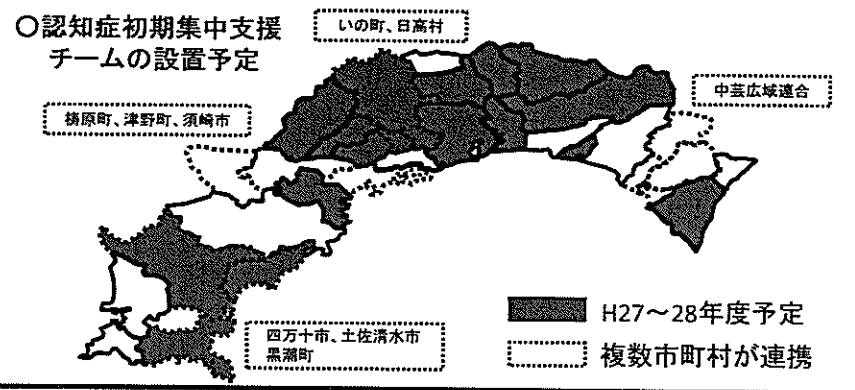 〇認知症初期集中支援
チームの設置予定
いの町、日高村
中芸広域連合
梼原町、津野町、須崎市
四万十市、土佐清水市
黒潮町
H27～28年度予定
複数市町村が連携